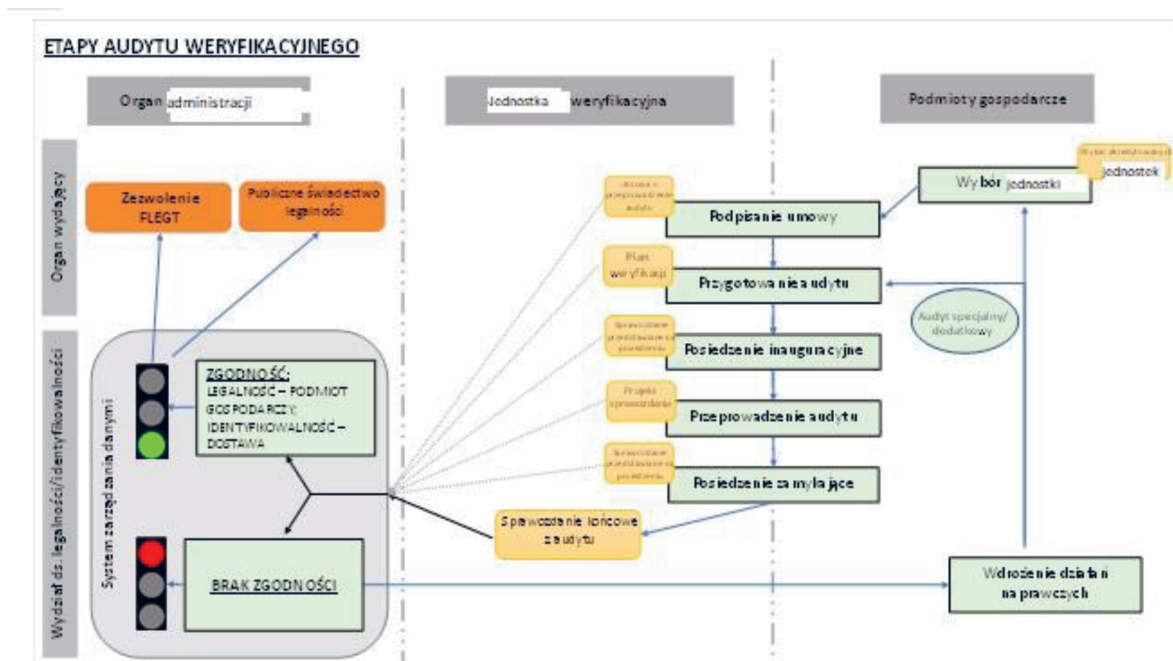 ETAPY AUDYTU WERYFIKACYJNEGO
Organ administracji
Jednostka weryfikacyjna
Podmioty gospodarcze
Organ wydający
Zezwolenie
FLEGT
Publiczne świadectwo
legalności
Podpisanie umowy
Wybór jednostki
jednostek
Plan
weryfikacji
Przygotowanie audytu
Audyt specjalny/
dodatkowy
Posiedzenie inauguracyjne
Projekt
sprawozdania
Przeprowadzenie audytu
Posiedzenie zamykające
Sprawozdanie końcowe
z audytu
Wydział ds. legalności/identyfikowalności
System zarządzania danymi
ZGODNOŚĆ:
LEGALNOŚĆ – PODMIOT
GOSPODARCZY;
IDENTYFIKOWALNOŚĆ –
DOSTAWA
BRAK ZGODNOŚCI
Wdrożenie działań
naprawczych